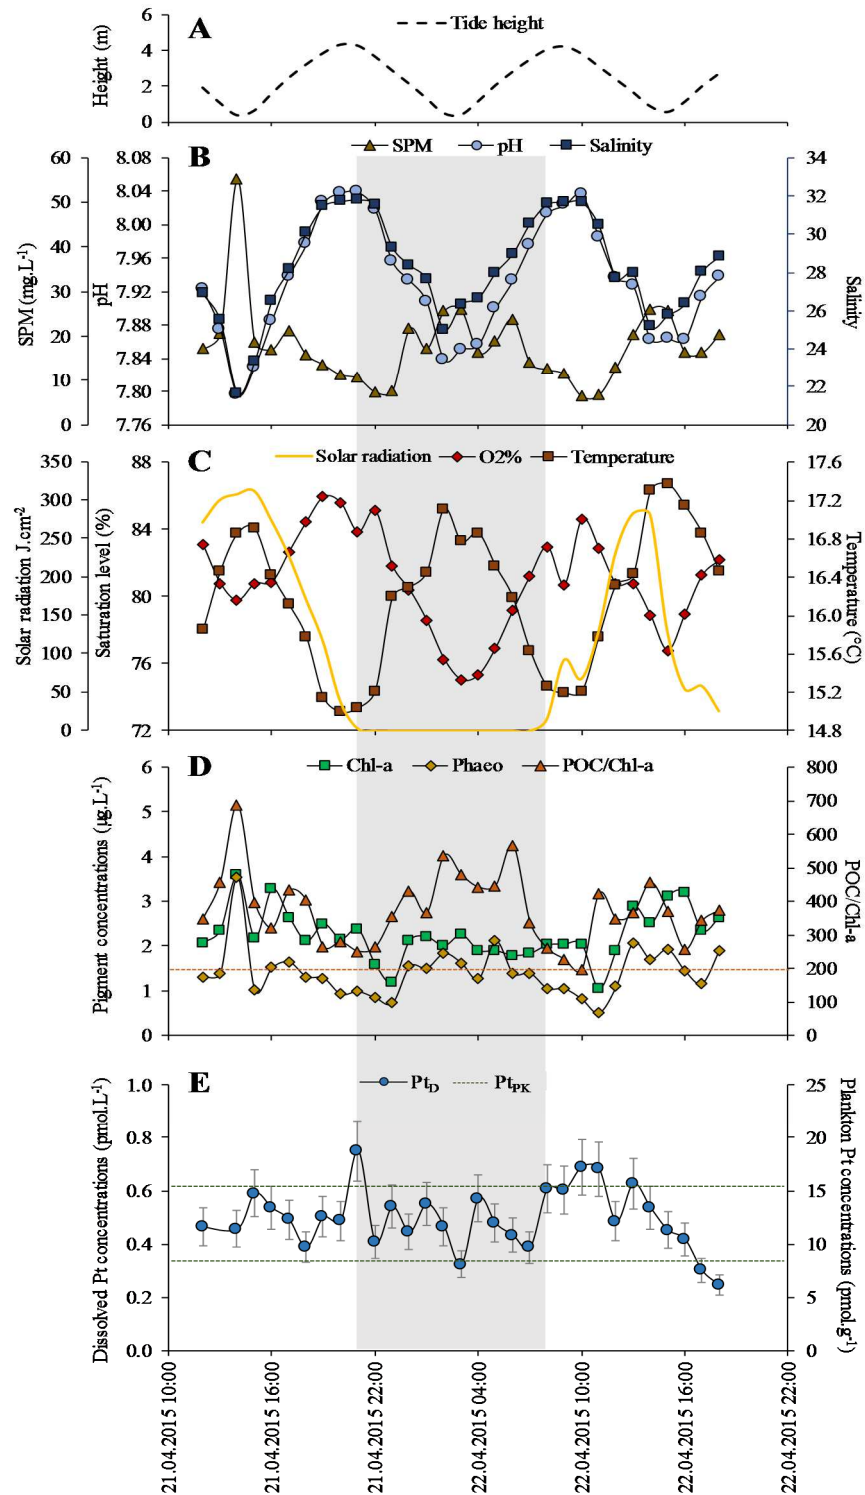 A
Tide height
Height (m)
6
4
2
0
B
SPM
pH
Salinity
SPM (mg.L-1)
60
50
40
30
20
10
0
pH
8.08
8.04
8.00
7.96
7.92
7.88
7.84
7.80
7.76
34
32
30
28
26
24
22
20
Salinity
C
Solar radiation
O2%
Temperature
Solar radiation J.cm-2
350
300
250
200
150
100
50
0
Saturation level (%)
88
84
80
76
72
17.6
17.2
16.8
16.4
16.0
15.6
15.2
14.8
Temperature (°C)
D
Chl-a
Phaeo
POC/Chl-a
Pigment concentrations (µg.L-1)
6
5
4
3
2
1
0
800
700
600
500
400
300
200
100
0
POC/Chl-a
E
PtD
PtPK
Dissolved Pt concentrations (pmol.L-1)
1.0
0.8
0.6
0.4
0.2
0.0
25
20
15
10
5
0
Plankton Pt concentrations
(pmol.g-1)
21.04.2015 10:00
21.04.2015 16:00
21.04.2015 22:00
22.04.2015 04:00
22.04.2015 10:00
22.04.2015 16:00
22.04.2015 22:00